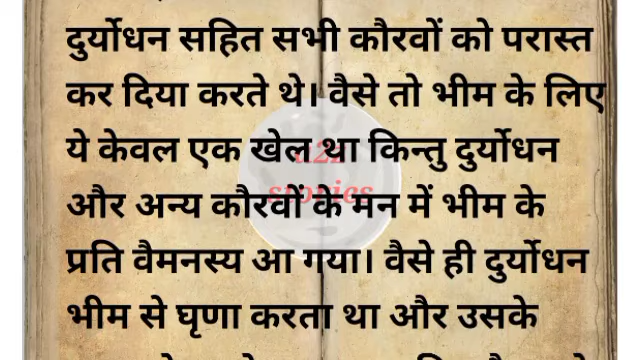 दुर्योधन सहित सभी कौरवों को परास्त
कर दिया करते थे। वैसे तो भीम के लिए
ये केवल एक खेल था किन्तु दुर्योधन
और अन्य कौरवों के मन में भीम के
प्रति वैमनस्य आ गया। वैसे ही दुर्योधन
भीम से घृणा करता था और उसके